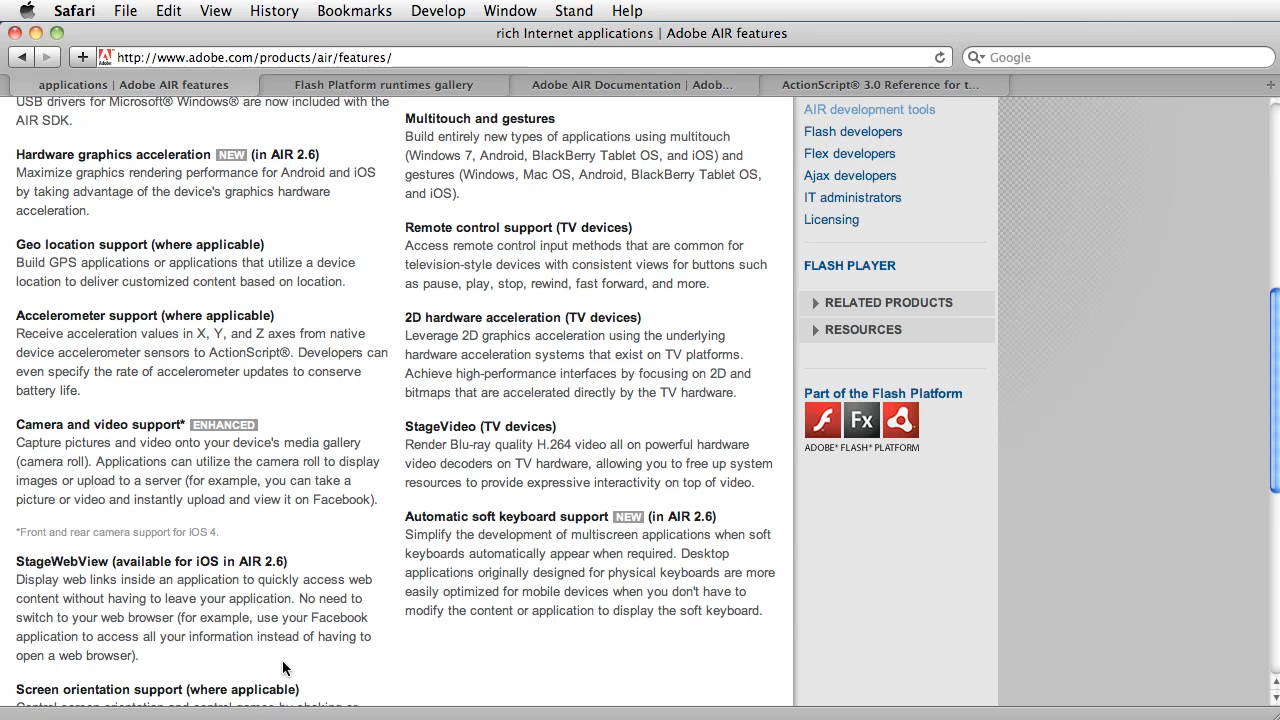 Safari File Edit View History Bookmarks Develop Window Stand Help
rich Internet applications | Adobe AIR features
http://www.adobe.com/products/air/features/
Google
applications | Adobe AIR features
Flash Platform runtimes gallery
Adobe AIR Documentation | Adob...
ActionScript® 3.0 Reference for t...
USB drivers for Microsoft® Windows® are now included with the
AIR SDK.
Hardware graphics acceleration NEW (in AIR 2.6)
Maximize graphics rendering performance for Android and iOS
by taking advantage of the device's graphics hardware
acceleration.
Geo location support (where applicable)
Build GPS applications or applications that utilize a device
location to deliver customized content based on location.
Accelerometer support (where applicable)
Receive acceleration values in X, Y, and Z axes from native
device accelerometer sensors to ActionScript®. Developers can
even specify the rate of accelerometer updates to conserve
battery life.
Camera and video support* ENHANCED
Capture pictures and video onto your device's media gallery
(camera roll). Applications can utilize the camera roll to display
images or upload to a server (for example, you can take a
picture or video and instantly upload and view it on Facebook).
*Front and rear camera support for iOS 4.
StageWebView (available for iOS in AIR 2.6)
Display web links inside an application to quickly access web
content without having to leave your application. No need to
switch to your web browser (for example, use your Facebook
application to access all your information instead of having to
open a web browser).
Screen orientation support (where applicable)
Control screen orientation and control games by shaking or
Multitouch and gestures
Build entirely new types of applications using multitouch
(Windows 7, Android, BlackBerry Tablet OS, and iOS) and
gestures (Windows, Mac OS, Android, BlackBerry Tablet OS,
and iOS).
Remote control support (TV devices)
Access remote control input methods that are common for
television-style devices with consistent views for buttons such
as pause, play, stop, rewind, fast forward, and more.
2D hardware acceleration (TV devices)
Leverage 2D graphics acceleration using the underlying
hardware acceleration systems that exist on TV platforms.
Achieve high-performance interfaces by focusing on 2D and
bitmaps that are accelerated directly by the TV hardware.
StageVideo (TV devices)
Render Blu-ray quality H.264 video all on powerful hardware
video decoders on TV hardware, allowing you to free up system
resources to provide expressive interactivity on top of video.
Automatic soft keyboard support NEW (in AIR 2.6)
Simplify the development of multiscreen applications when soft
keyboards automatically appear when required. Desktop
applications originally designed for physical keyboards are more
easily optimized for mobile devices when you don't have to
modify the content or application to display the soft keyboard.
AIR development tools
Flash developers
Flex developers
Ajax developers
IT administrators
Licensing
FLASH PLAYER
RELATED PRODUCTS
RESOURCES
Part of the Flash Platform
Fx
ADOBE® FLASH® PLATFORM